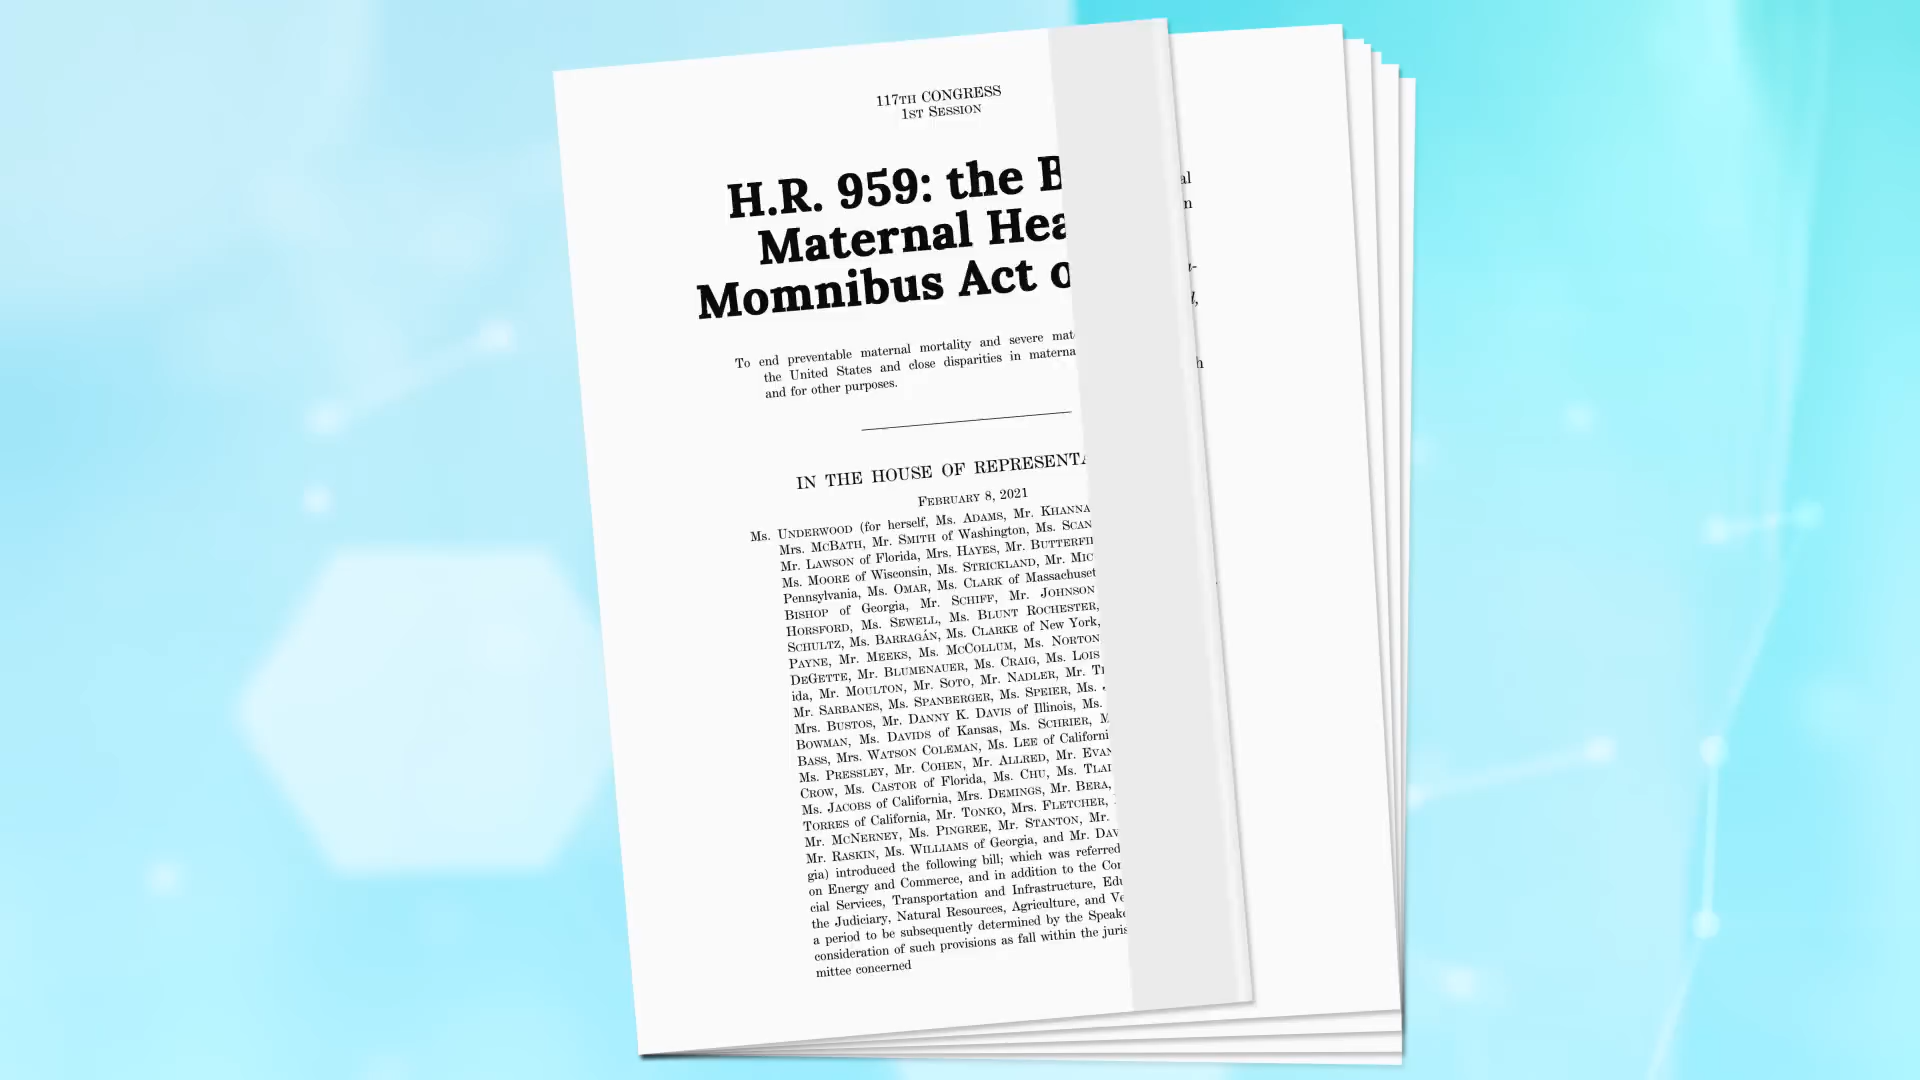 117TH CONGRESS
1ST SESSION
H.R. 959: the B
Maternal Hea
Momnibus Act o
To end preventable maternal mortality and severe mat
the United States and close disparities in materna
and for other purposes.
IN THE HOUSE OF REPRESENTA
FEBRUARY 8, 2021
Ms. UNDERWOOD (for herself, Ms. ADAMS, Mr. KHANNA
Mrs. MCBATH, Mr. SMITH of Washington, Ms. SCAN
Mr. LAWSON of Florida, Mrs. HAYES, Mr. BUTTERFI
Ms. MOORE of Wisconsin, Ms. STRICKLAND, Mr. MIC
Pennsylvania, Ms. OMAR, Ms. CLARK of Massachuset
BISHOP of Georgia, Mr. SCHIFF, Mr. JOHNSON
HORSFORD, Ms. SEWELL, Ms. BLUNT ROCHESTER,
SCHULTZ, Ms. BARRAGÁN, Ms. CLARKE of New York,
PAYNE, Mr. MEEKS, Ms. MCCOLLUM, Ms. NORTON
DEGETTE, Mr. BLUMENAUER, Ms. CRAIG, Ms. LOIS
ida, Mr. MOULTON, Mr. SOTO, Mr. NADLER, Mr. T
Mr. SARBANES, Ms. SPANBERGER, Ms. SPEIER, Ms.
Mrs. BUSTOS, Mr. DANNY K. DAVIS of Illinois, Ms.
BOWMAN, Ms. DAVIDS of Kansas, Ms. SCHRIER, M
BASS, Mrs. WATSON COLEMAN, Ms. LEE of Californi
Ms. PRESSLEY, Mr. COHEN, Mr. ALLRED, Mr. EVAN
CROW, Ms. CASTOR of Florida, Ms. CHU, Ms. TLAI
Ms. JACOBS of California, Mrs. DEMINGS, Mr. BERA,
TORRES of California, Mr. TONKO, Mrs. FLETCHER,
Mr. MCNERNEY, Ms. PINGREE, Mr. STANTON, Mr.
Mr. RASKIN, Ms. WILLIAMS of Georgia, and Mr. DAV
gia) introduced the following bill; which was referred
on Energy and Commerce, and in addition to the Co
cial Services, Transportation and Infrastructure, Edu
the Judiciary, Natural Resources, Agriculture, and Ve
a period to be subsequently determined by the Speake
consideration of such provisions as fall within the juris
mittee concerned
al
n
h